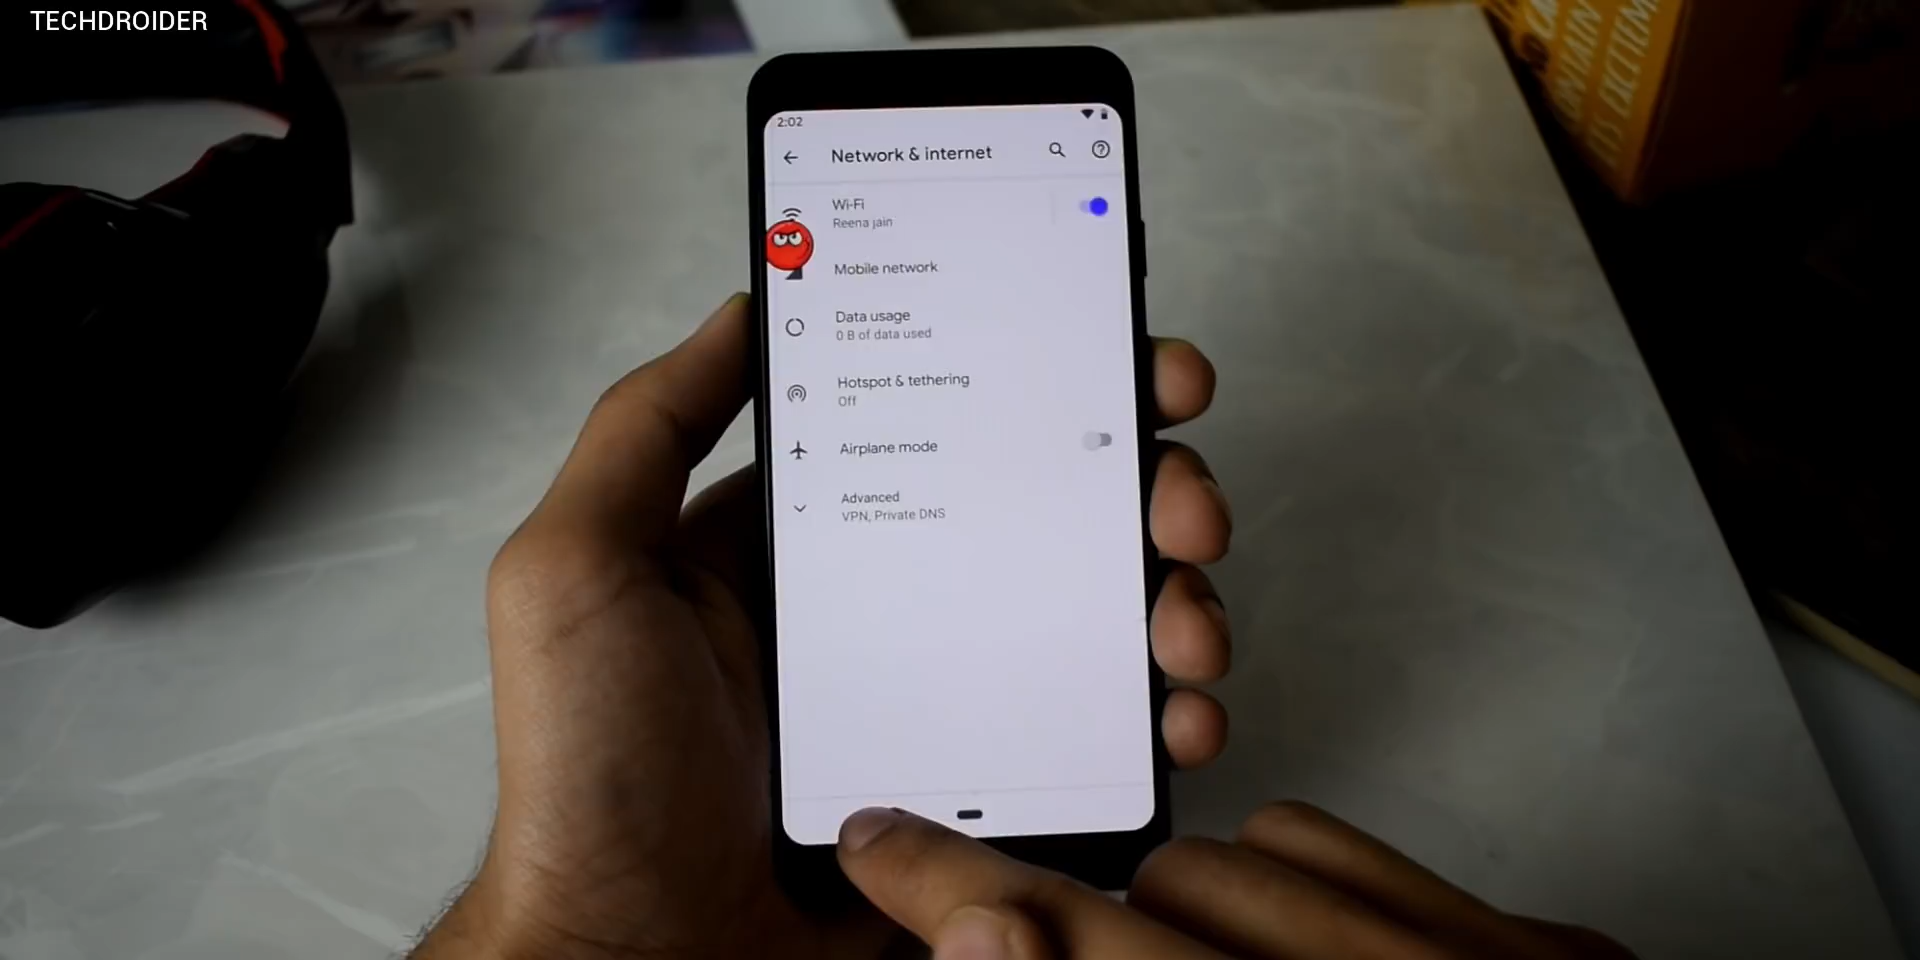 TECHDROIDER
2:02
Network & internet
Wi-Fi
Reena jain
Mobile network
Data usage
0 B of data used
Hotspot & tethering
Off
Airplane mode
Advanced
VPN, Private DNS
EXCITEMENT